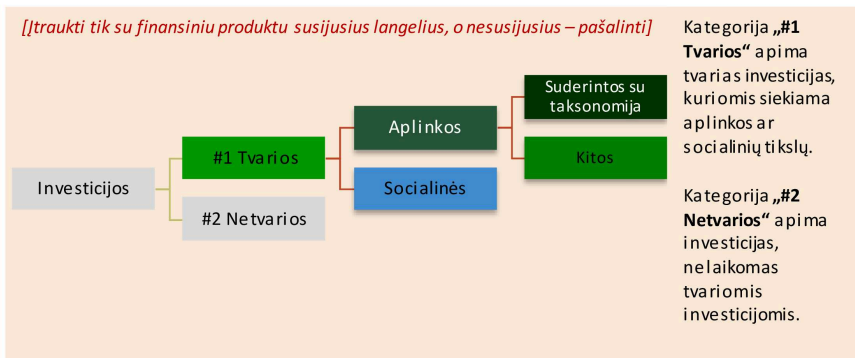 [Įtraukti tik su finansiniu produktu susijusius langelius, o nesusijusius – pašalinti]
Investicijos
#1 Tvarios
#2 Netvarios
Aplinkos
Socialinės
Suderintos su
taksonomija
Kitos
Kategorija „#1
Tvarios“ apima
tvarias investicijas,
kuriomis siekiama
aplinkos ar
socialinių tikslų.
Kategorija „#2
Netvarios“ apima
investicijas,
nelaikomas
tvariomis
investicijomis.